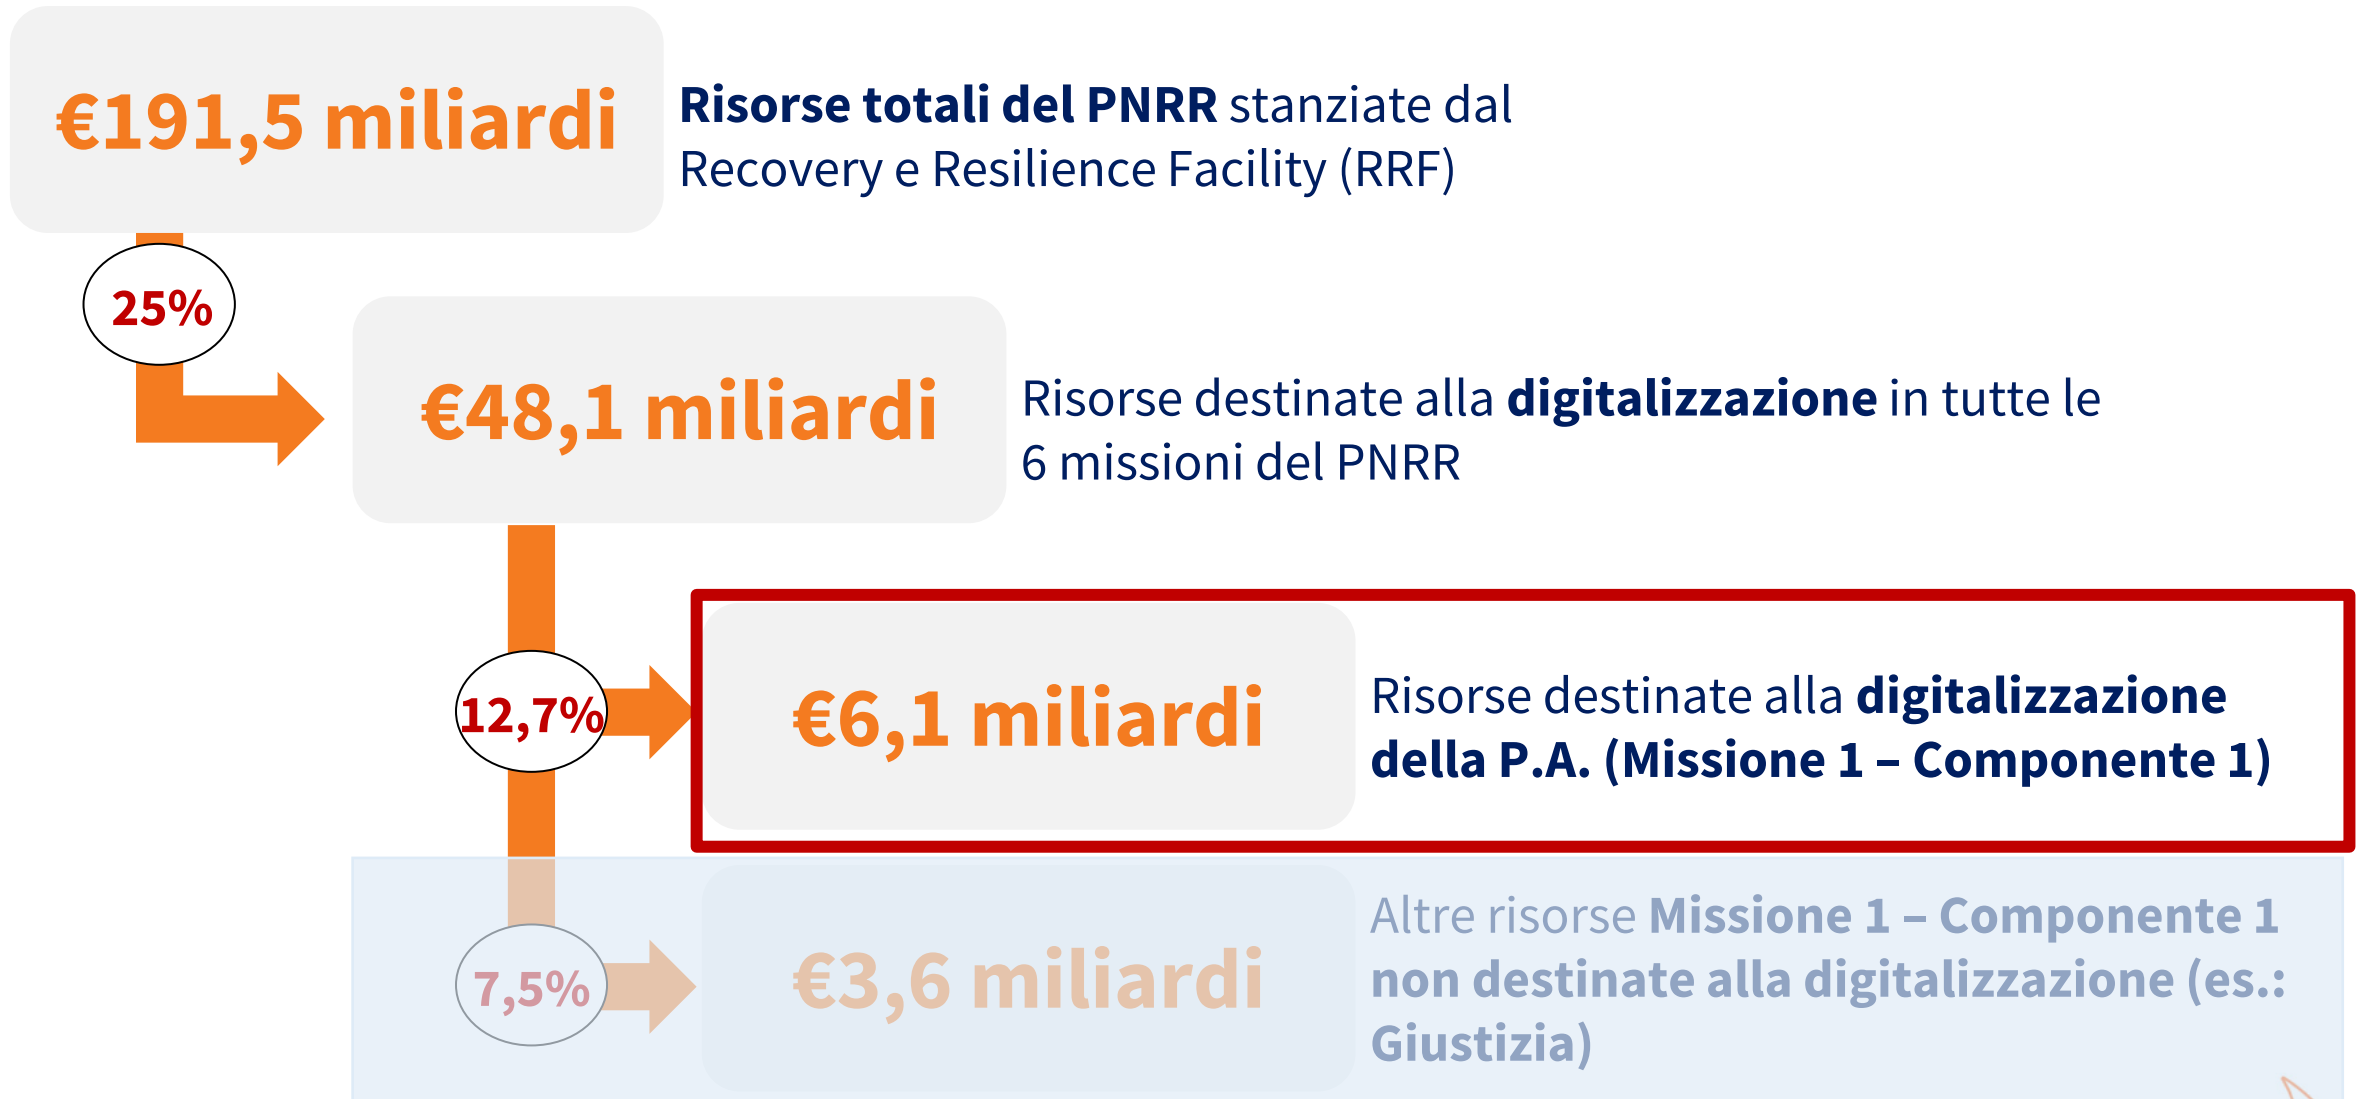 €191,5 miliardi
Risorse totali del PNRR stanziate dal
Recovery e Resilience Facility (RRF)
25%
€48,1 miliardi
Risorse destinate alla digitalizzazione in tutte le
6 missioni del PNRR
12,7%
€6,1 miliardi
Risorse destinate alla digitalizzazione
della P.A. (Missione 1 – Componente 1)
7,5%
€3,6 miliardi
Altre risorse Missione 1 – Componente 1
non destinate alla digitalizzazione (es.:
Giustizia)